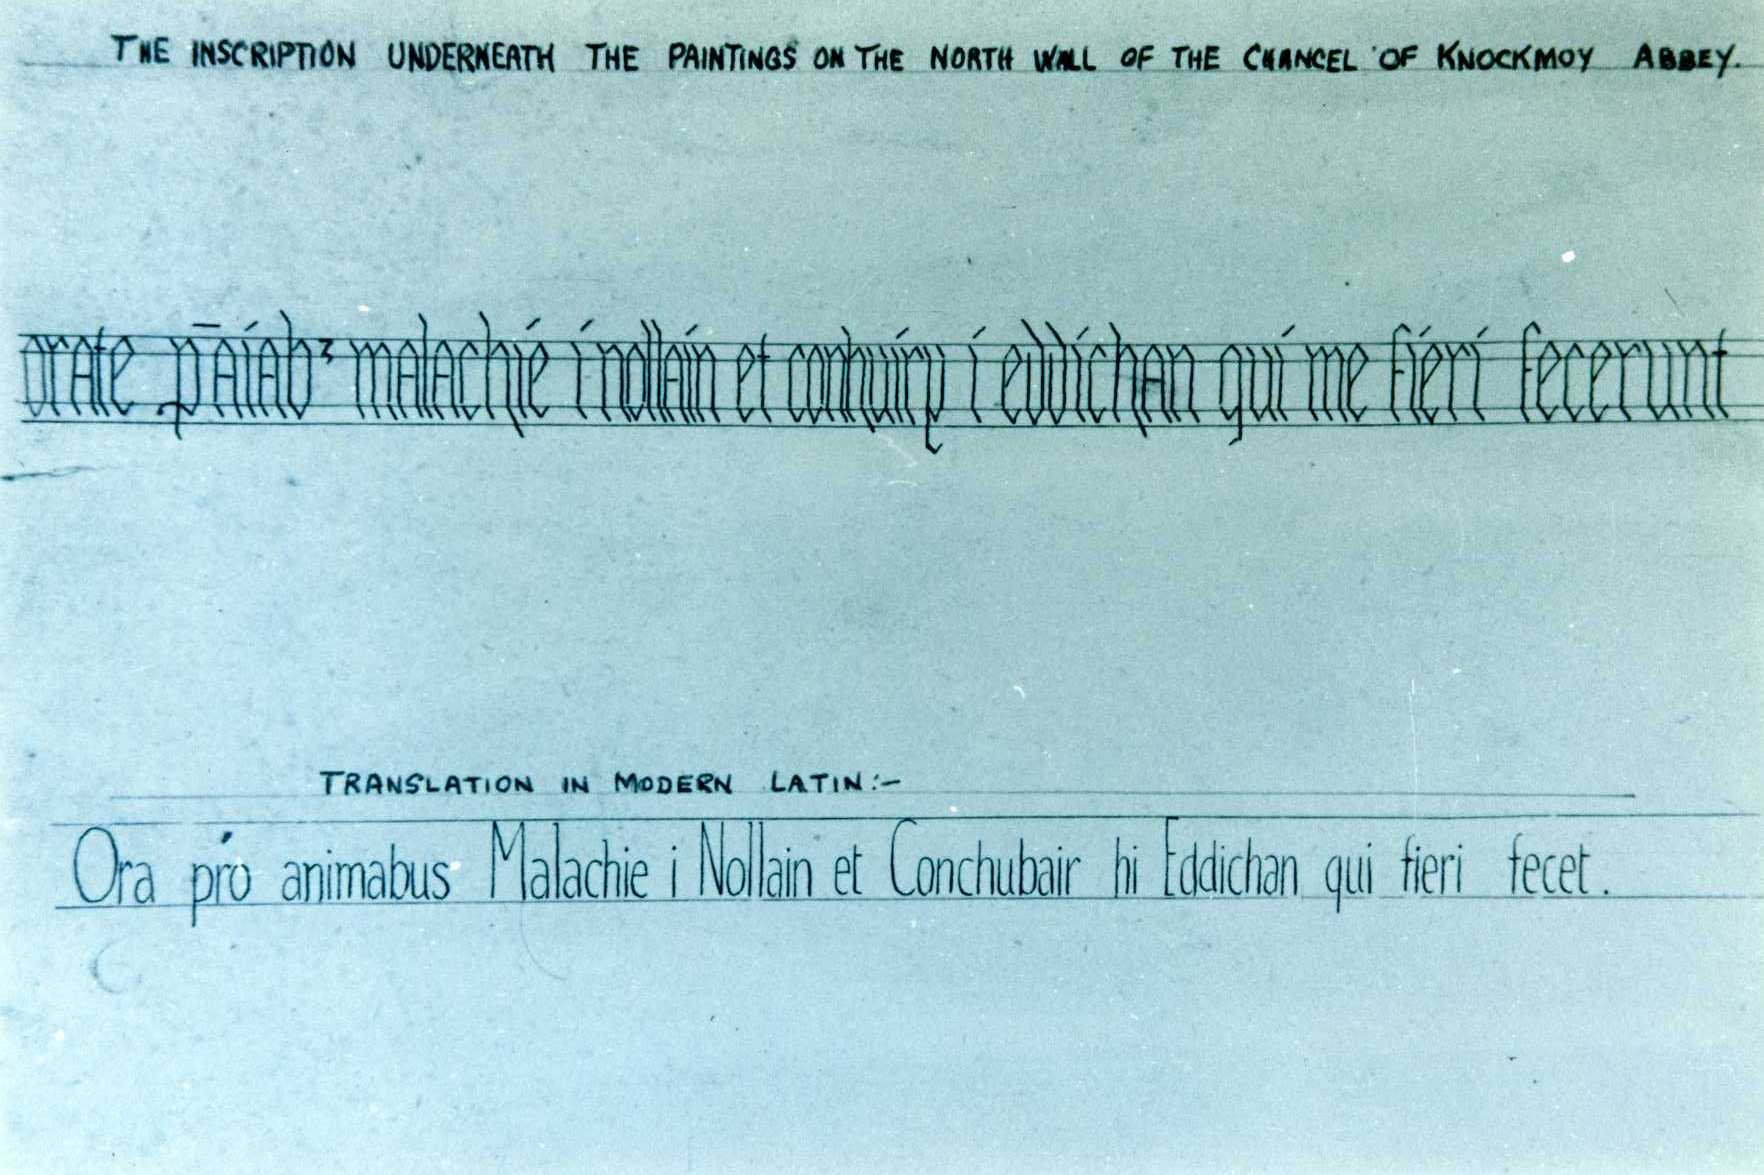 THE INSCRIPTION UNDERNEATH THE PAINTINGS ON THE NORTH WALL OF THE CHANCEL OF KNOCKMOY ABBEY.
orate p̄ aiabꝫ malachie i nollain et conhuir i eddichan qui me fieri fecerunt
TRANSLATION IN MODERN LATIN:-
Ora pro animabus Malachie i Nollain et Conchubair hi Eddichan qui fieri fecet.